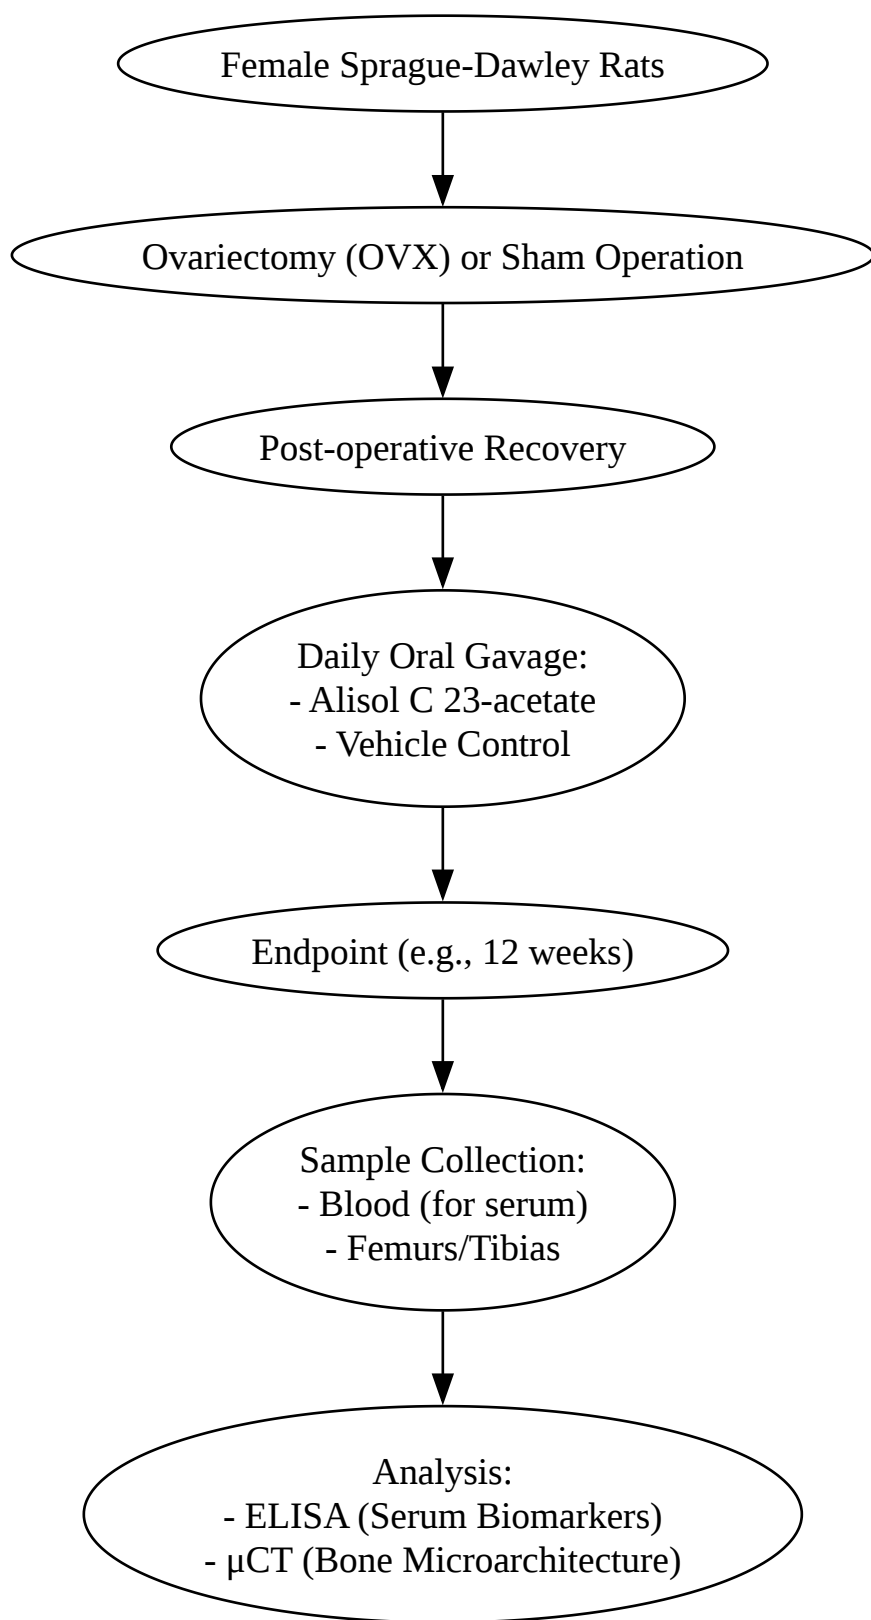 Female Sprague-Dawley Rats
Ovariectomy (OVX) or Sham Operation
Post-operative Recovery
Daily Oral Gavage:
- Alisol C 23-acetate
- Vehicle Control
Endpoint (e.g., 12 weeks)
Sample Collection:
- Blood (for serum)
- Femurs/Tibias
Analysis:
- ELISA (Serum Biomarkers)
- μCT (Bone Microarchitecture)